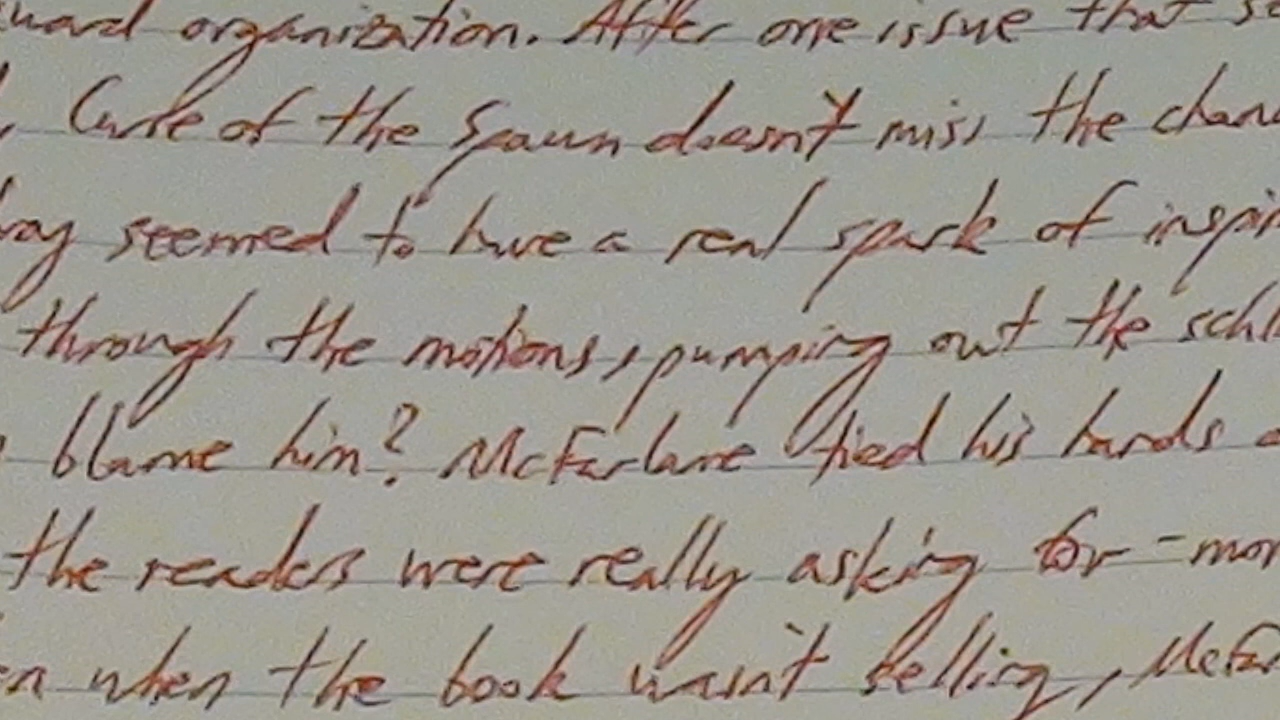 organization. After one issue that
Curse of the Spawn doesn't miss the
seemed to have a real spark of
through the motions, pumping out the
blame him? McFarlane tied his hands
the readers were really asking for -
when the book wasn't selling,